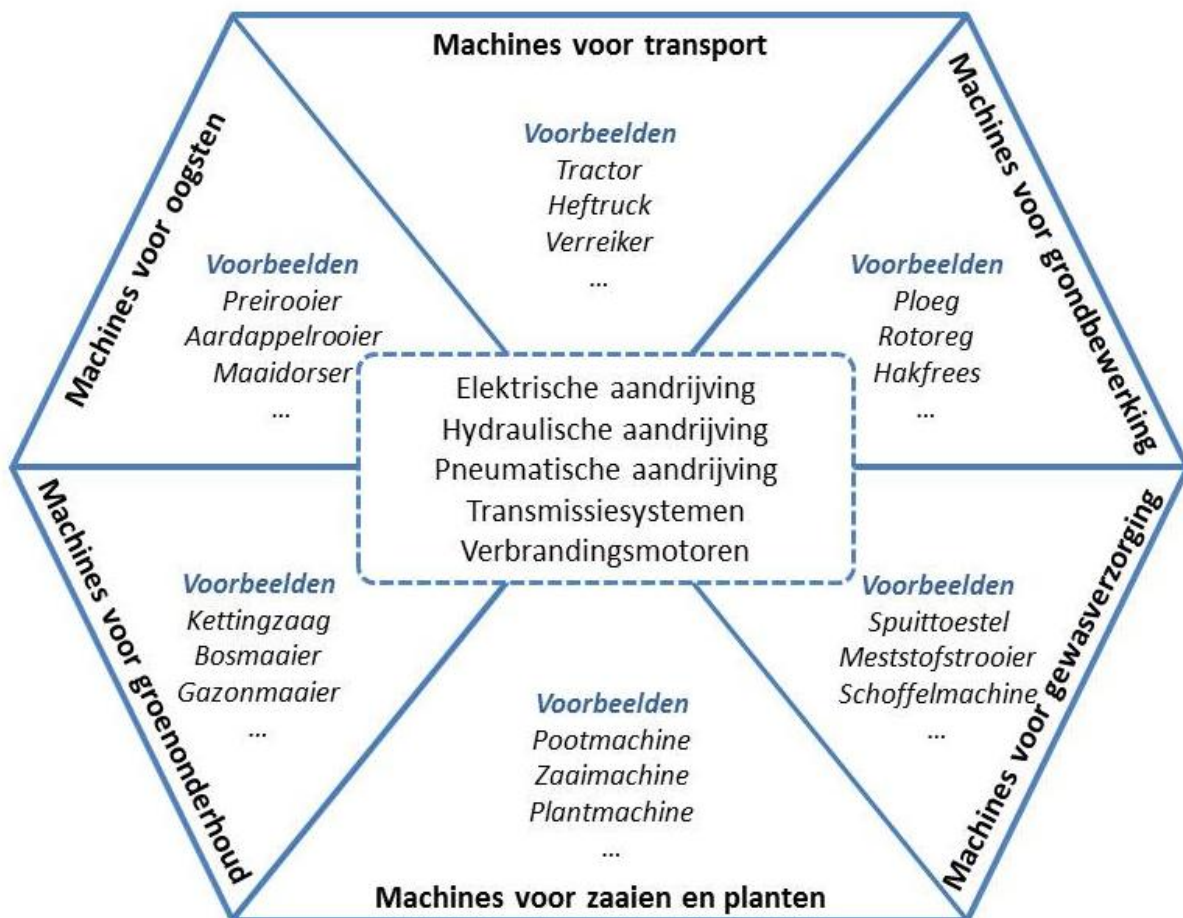 Machines voor transport
Voorbeelden
Tractor
Heftruck
Verreiker
...
Machines voor grondbewerking
Voorbeelden
Ploeg
Rotoreg
Hakfrees
...
Machines voor oogsten
Voorbeelden
Preirooier
Aardappelrooier
Maaidorser
...
Elektrische aandrijving
Hydraulische aandrijving
Pneumatische aandrijving
Transmissiesystemen
Verbrandingsmotoren
Machines voor groenonderhoud
Voorbeelden
Kettingzaag
Bosmaaier
Gazonmaaier
...
Machines voor gewasverzorging
Voorbeelden
Spuittoestel
Meststofstrooier
Schoffelmachine
...
Voorbeelden
Pootmachine
Zaaimachine
Plantmachine
...
Machines voor zaaien en planten